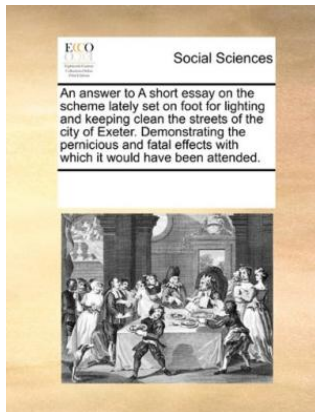 ECCO
Social Sciences
An answer to A short essay on the
scheme lately set on foot for lighting
and keeping clean the streets of the
city of Exeter. Demonstrating the
pernicious and fatal effects with
which it would have been attended.